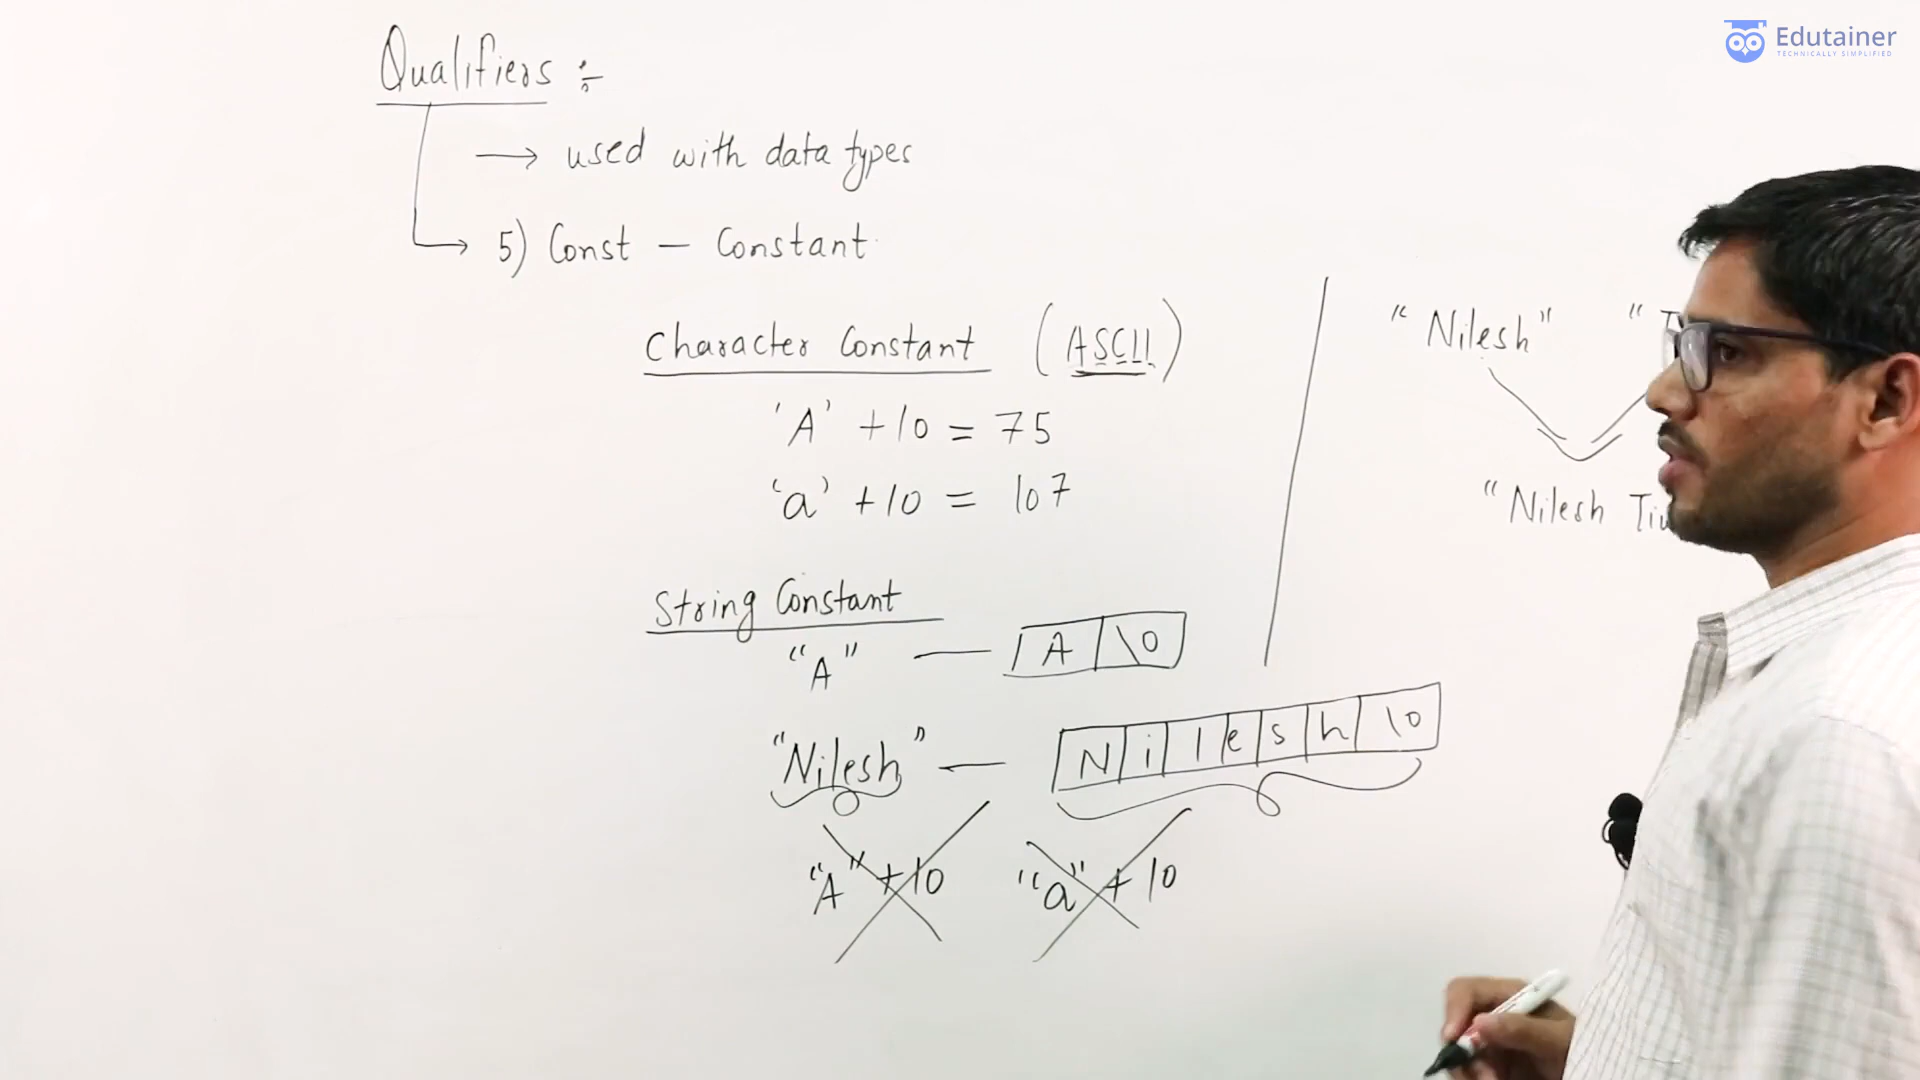 Edutainer
TECHNICALLY SIMPLIFIED
Qualifiers :-
→ used with data types
5) Const — Constant
Character Constant (ASCII)
'A' + 10 = 75
'a' + 10 = 107
String Constant
"A" — A \0
"Nilesh" — N i l e s h \0
"A" + 10 "a" + 10
"Nilesh" "
"Nilesh